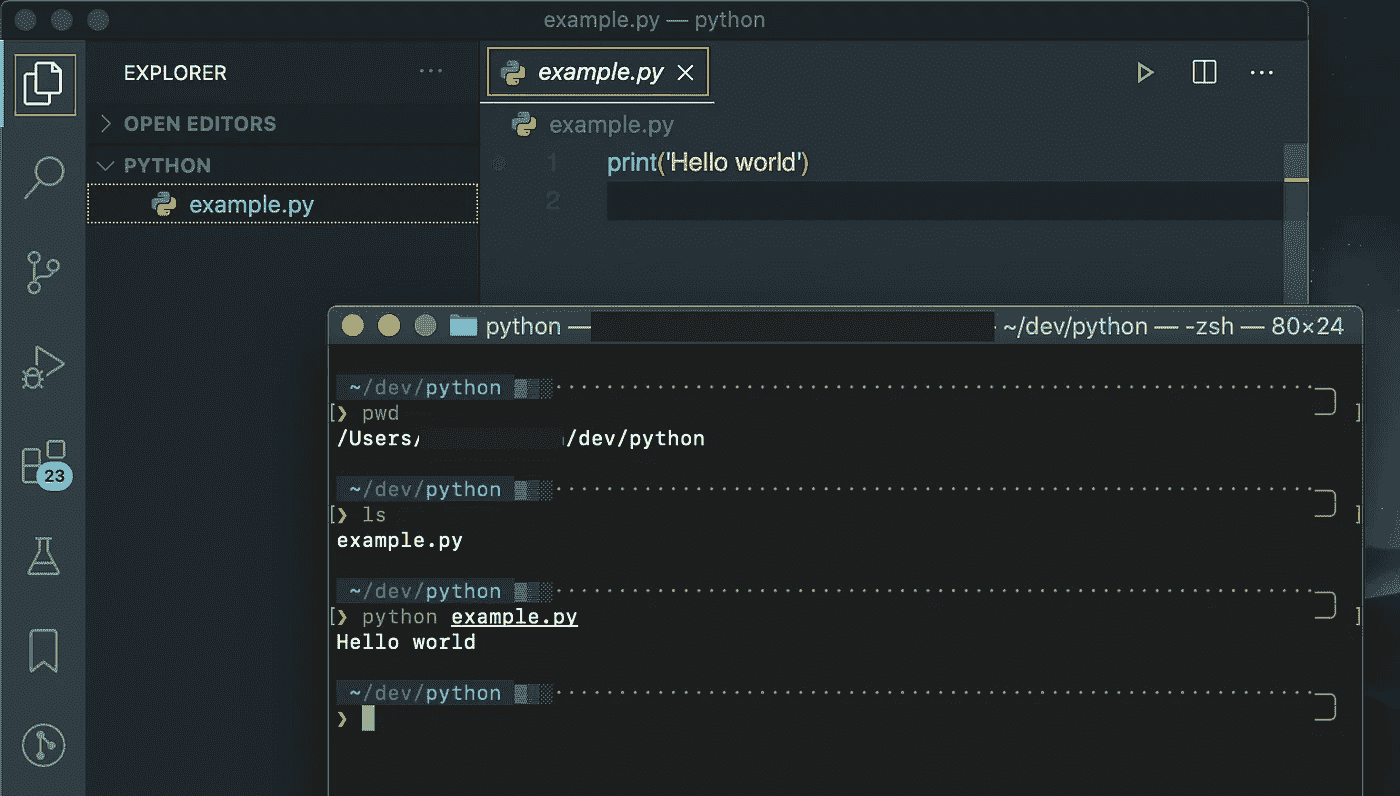 example.py — python
EXPLORER
OPEN EDITORS
PYTHON
example.py
23
example.py
example.py
1 print('Hello world')
2
python — ~/dev/python — -zsh — 80×24
~/dev/python
[❯ pwd ]
/Users/ /dev/python
~/dev/python
[❯ ls ]
example.py
~/dev/python
[❯ python example.py ]
Hello world
~/dev/python
❯